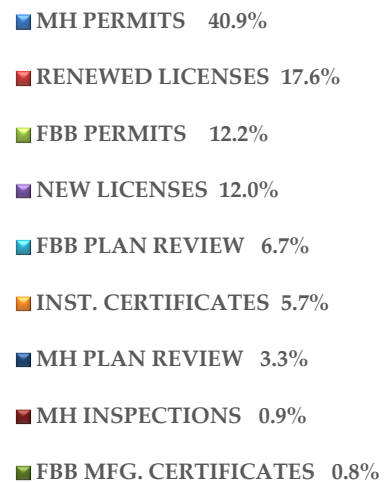 MH PERMITS 40.9%
RENEWED LICENSES 17.6%
FBB PERMITS 12.2%
NEW LICENSES 12.0%
FBB PLAN REVIEW 6.7%
INST. CERTIFICATES 5.7%
MH PLAN REVIEW 3.3%
MH INSPECTIONS 0.9%
FBB MFG. CERTIFICATES 0.8%